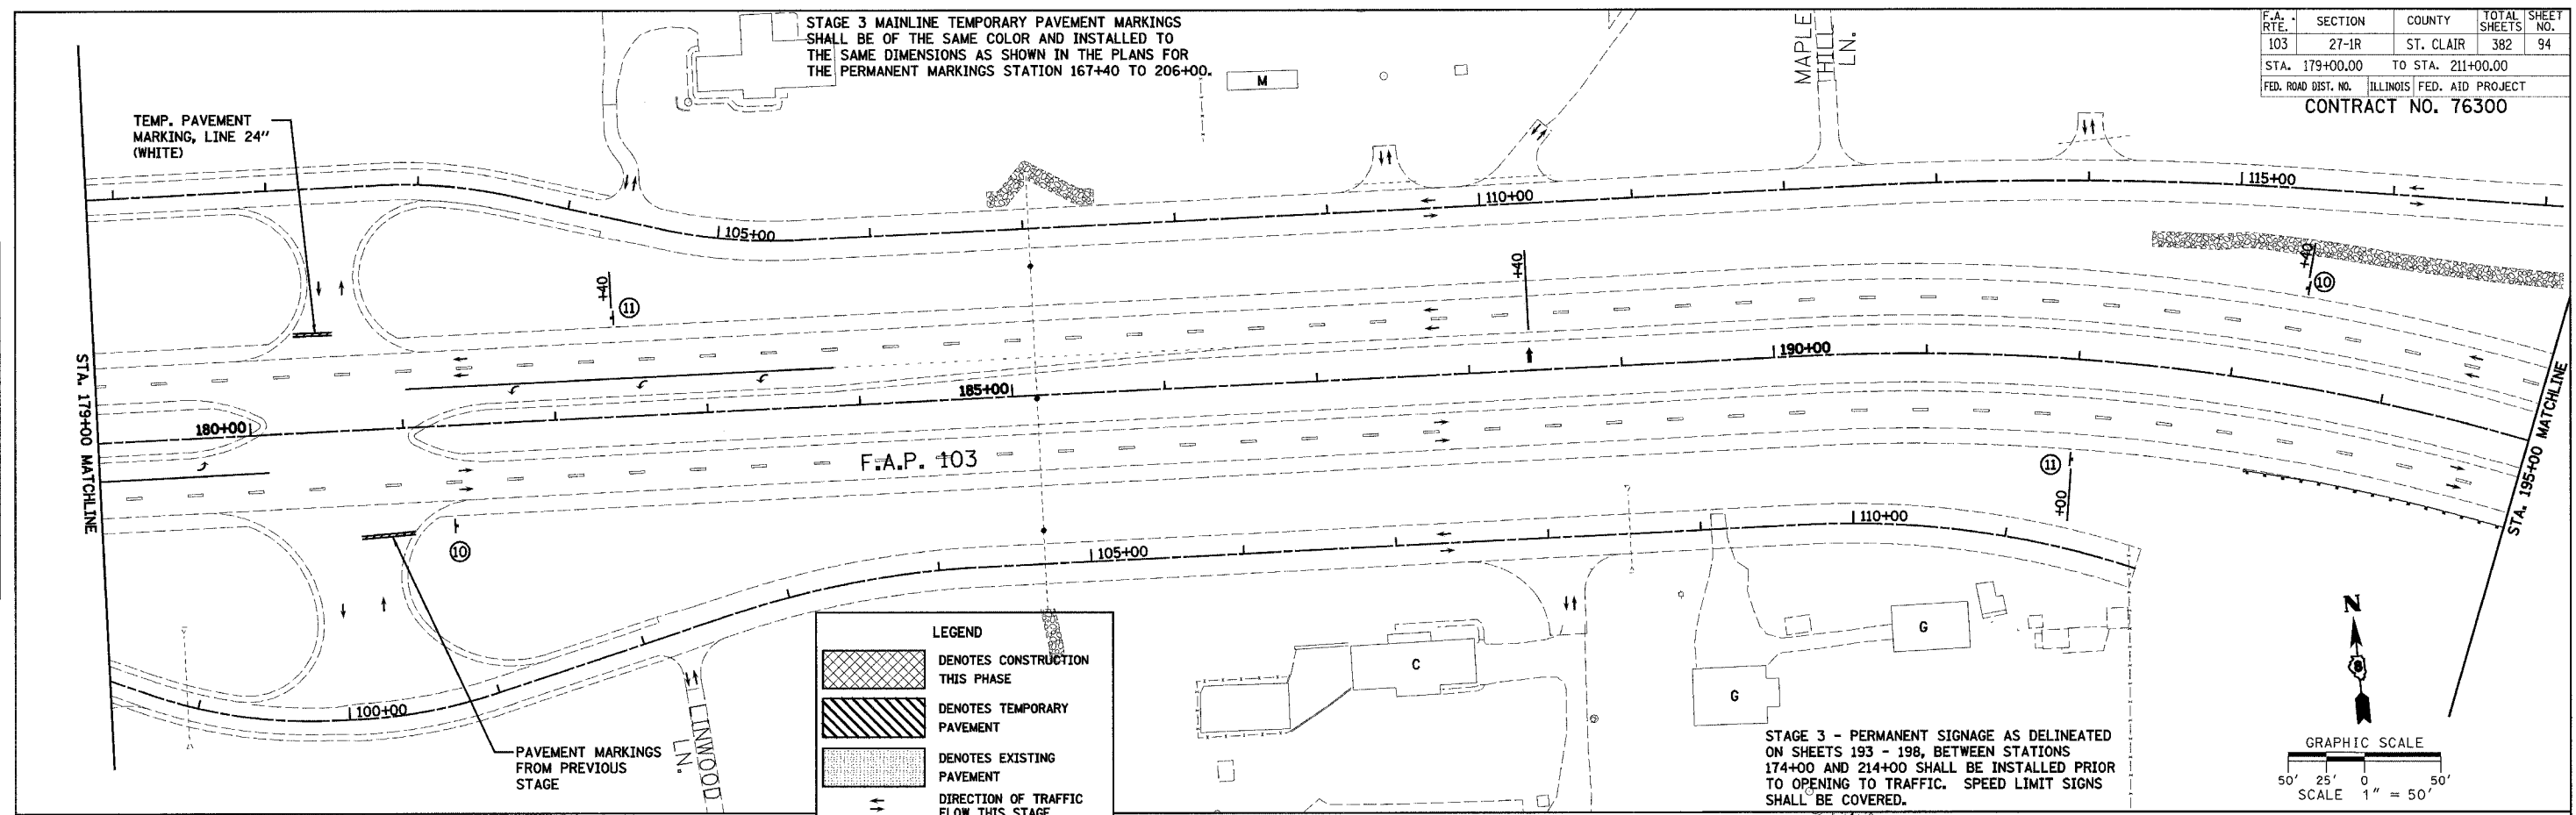 STAGE 3 MAINLINE TEMPORARY PAVEMENT MARKINGS
SHALL BE OF THE SAME COLOR AND INSTALLED TO
THE SAME DIMENSIONS AS SHOWN IN THE PLANS FOR
THE PERMANENT MARKINGS STATION 167+40 TO 206+00.
M
MAPLE
HILL
LN.
F.A. RTE. SECTION COUNTY TOTAL SHEETS SHEET NO.
103 27-1R ST. CLAIR 382 94
STA. 179+00.00 TO STA. 211+00.00
FED. ROAD DIST. NO. ILLINOIS FED. AID PROJECT
CONTRACT NO. 76300
TEMP. PAVEMENT
MARKING, LINE 24"
(WHITE)
105+00
110+00
115+00
+40
11
+40
+40
10
STA. 179+00 MATCHLINE
180+00
185+00
190+00
STA. 195+00 MATCHLINE
F.A.P. 103
10
11
+00
100+00
105+00
110+00
PAVEMENT MARKINGS
FROM PREVIOUS
STAGE
LINWOOD
LN.
LEGEND
DENOTES CONSTRUCTION
THIS PHASE
DENOTES TEMPORARY
PAVEMENT
DENOTES EXISTING
PAVEMENT
DIRECTION OF TRAFFIC
FLOW THIS STAGE
C
G
G
STAGE 3 - PERMANENT SIGNAGE AS DELINEATED
ON SHEETS 193 - 198, BETWEEN STATIONS
174+00 AND 214+00 SHALL BE INSTALLED PRIOR
TO OPENING TO TRAFFIC. SPEED LIMIT SIGNS
SHALL BE COVERED.
N
GRAPHIC SCALE
50' 25' 0 50'
SCALE 1" = 50'